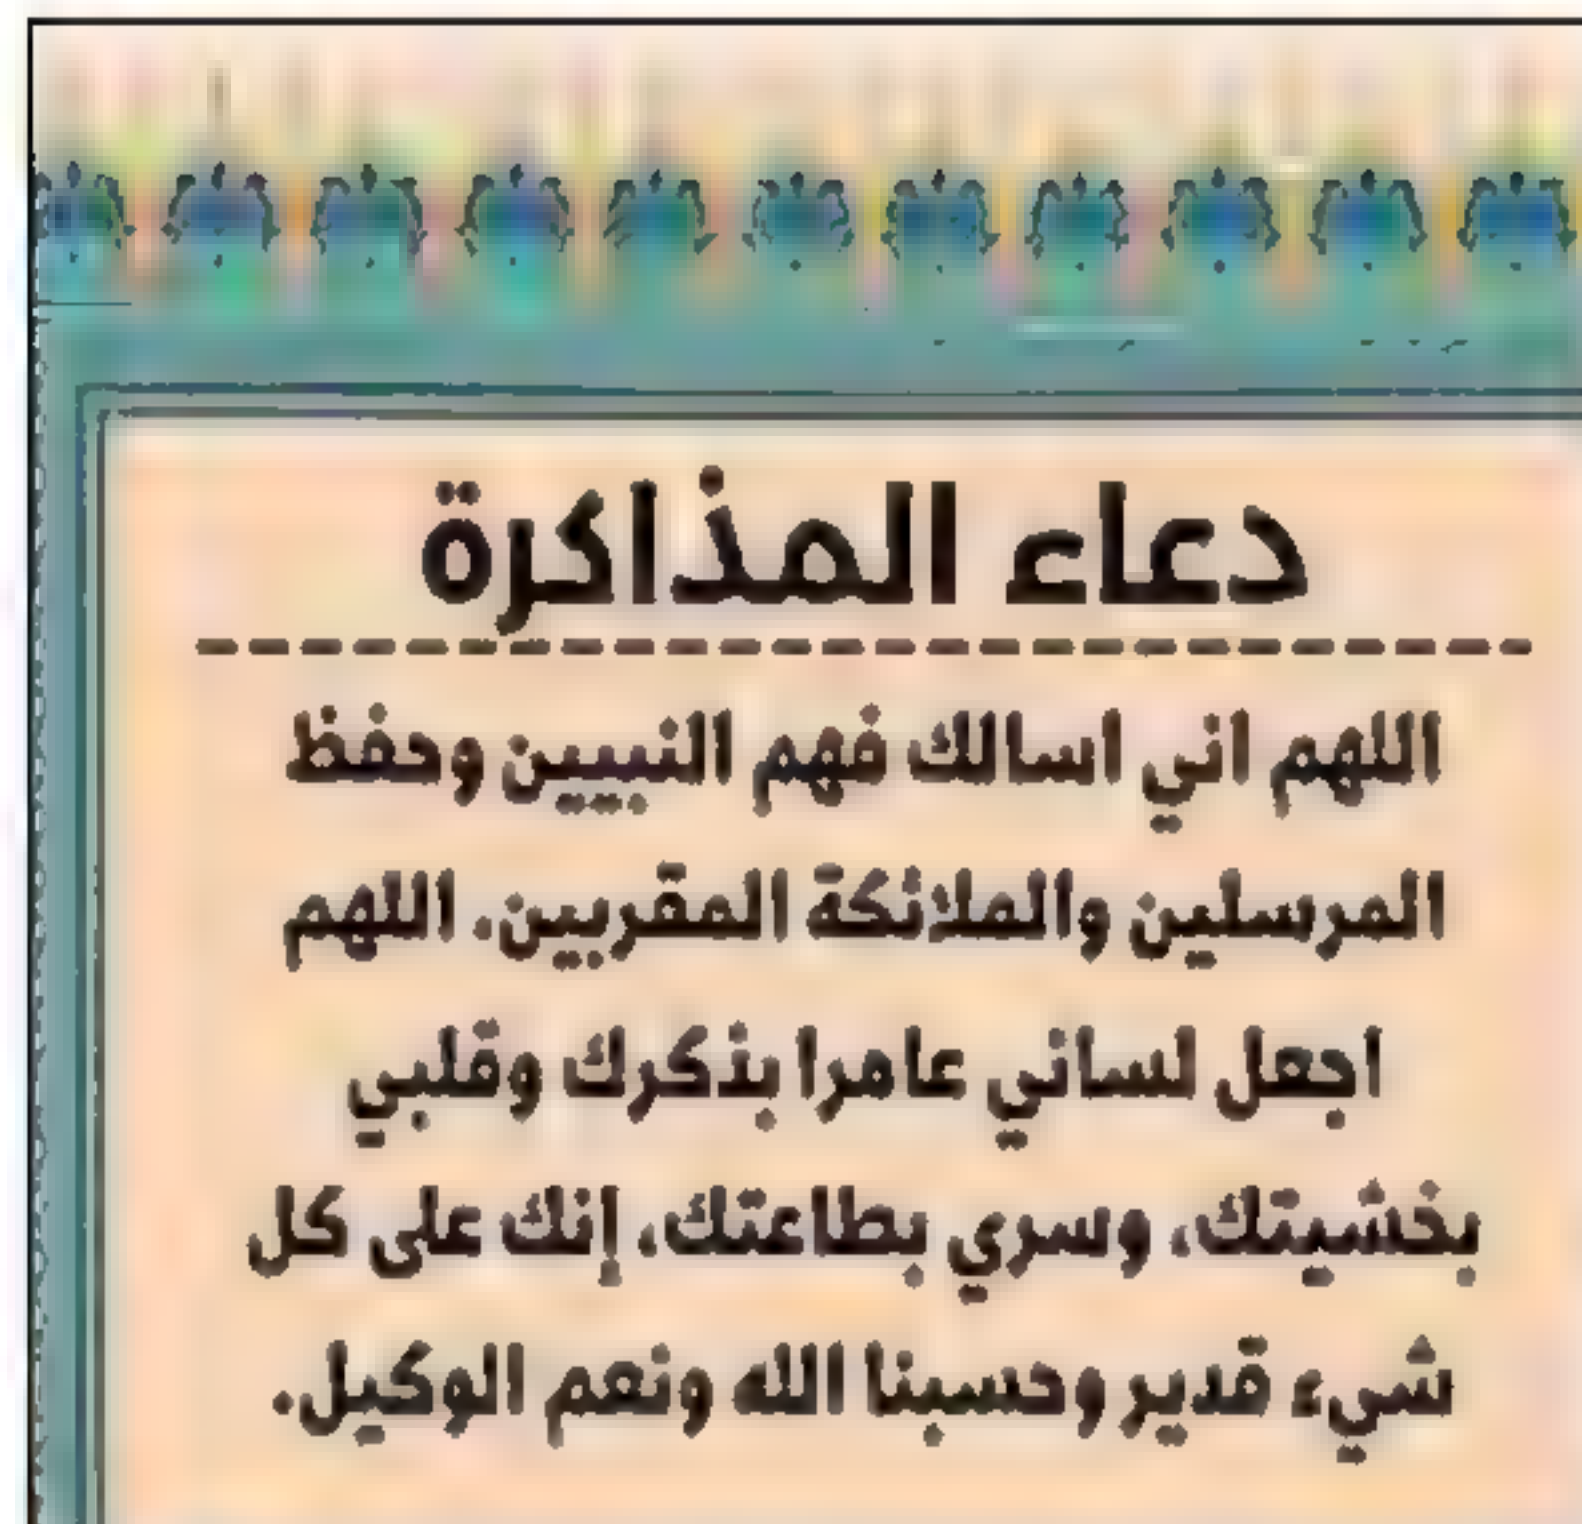 دعاء المذاكرة
اللهم اني اسالك فهم النبيين وحفظ
المرسلين والملائكة المقربين. اللهم
اجعل لساني عامرا بذكرك وقلبي
بخشيتك، وسري بطاعتك، إنك على كل
شيء قدير وحسبنا الله ونعم الوكيل.